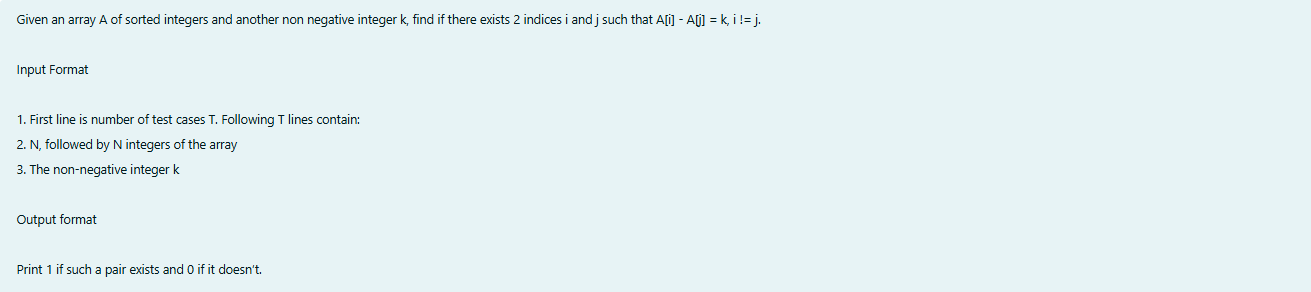 Given an array A of sorted integers and another non negative integer k, find if there exists 2 indices i and j such that A[i] - A[j] = k, i != j.
Input Format
1. First line is number of test cases T. Following T lines contain:
2. N, followed by N integers of the array
3. The non-negative integer k
Output format
Print 1 if such a pair exists and 0 if it doesn't.